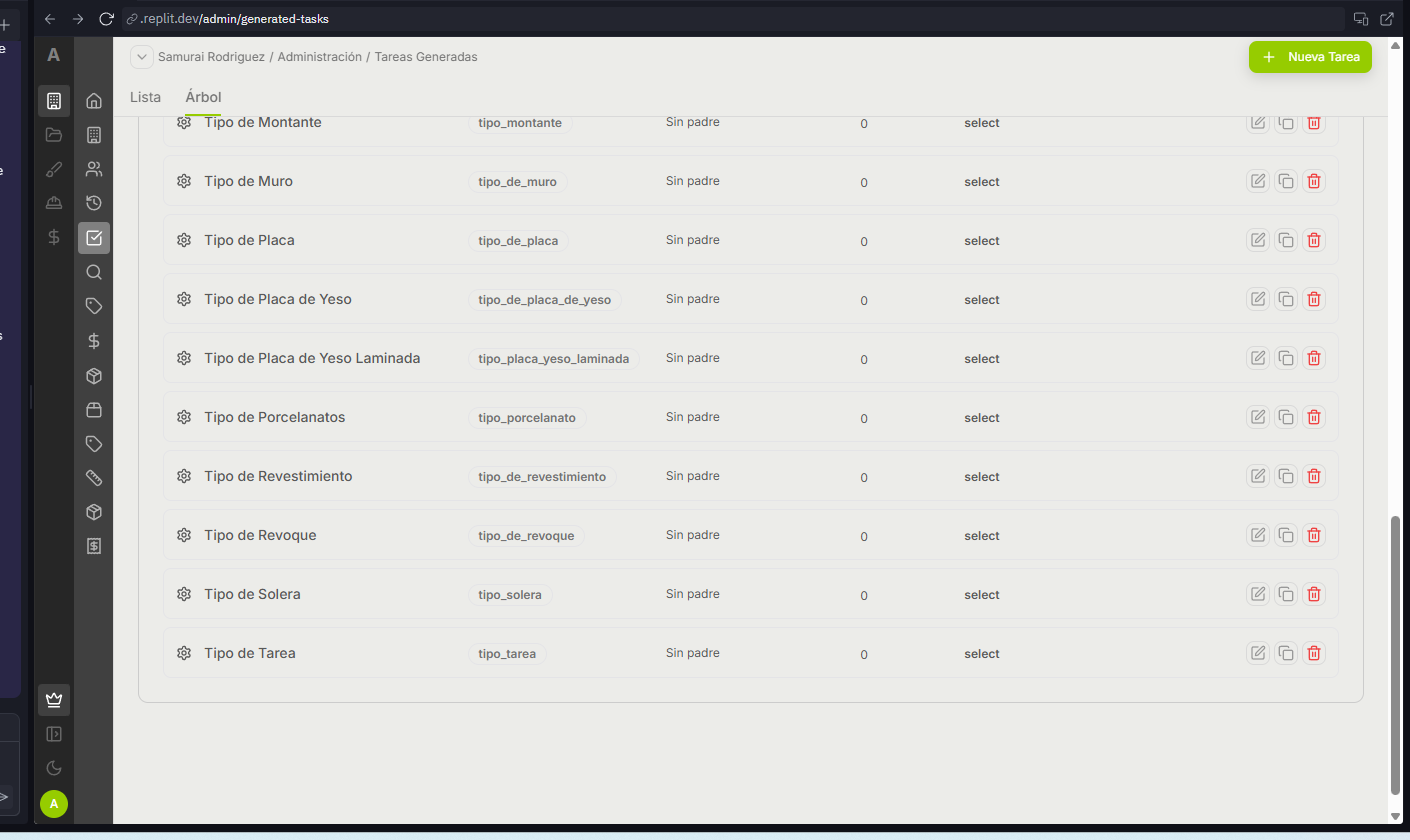 .replit.dev/admin/generated-tasks
A
Samurai Rodriguez / Administración / Tareas Generadas
+ Nueva Tarea
Lista Árbol
Tipo de Montante tipo_montante Sin padre 0 select
Tipo de Muro tipo_de_muro Sin padre 0 select
Tipo de Placa tipo_de_placa Sin padre 0 select
Tipo de Placa de Yeso tipo_de_placa_de_yeso Sin padre 0 select
Tipo de Placa de Yeso Laminada tipo_placa_yeso_laminada Sin padre 0 select
Tipo de Porcelanatos tipo_porcelanato Sin padre 0 select
Tipo de Revestimiento tipo_de_revestimiento Sin padre 0 select
Tipo de Revoque tipo_de_revoque Sin padre 0 select
Tipo de Solera tipo_solera Sin padre 0 select
Tipo de Tarea tipo_tarea Sin padre 0 select
A